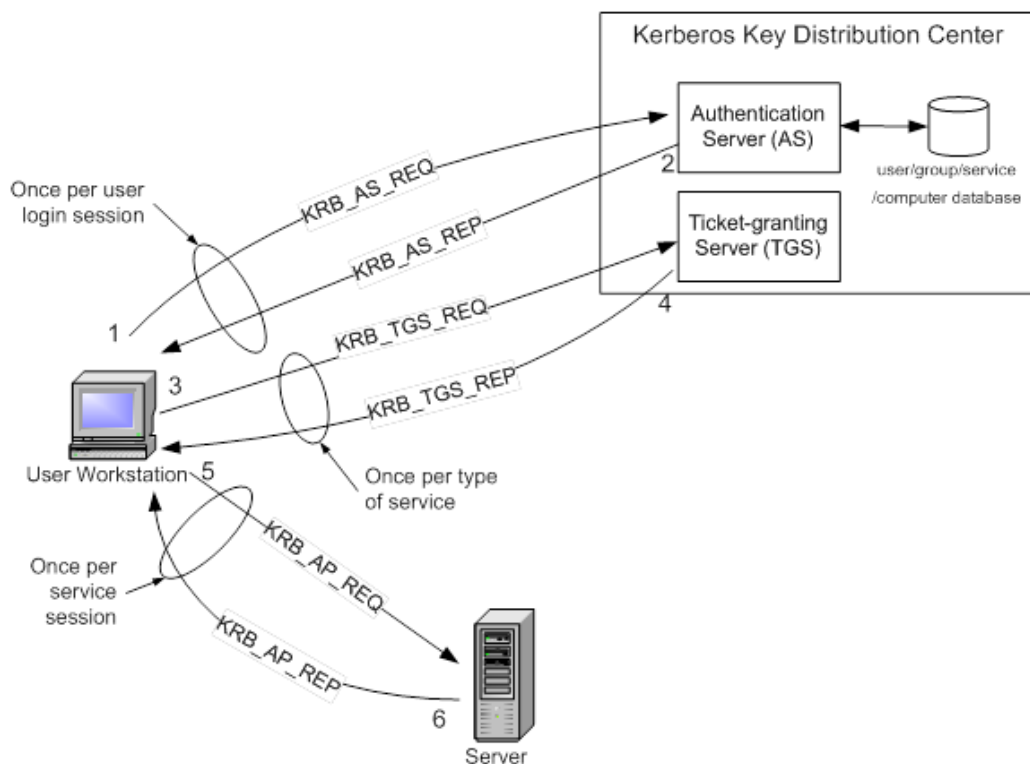 Kerberos Key Distribution Center
Authentication
Server (AS)
user/group/service
/computer database
Ticket-granting
Server (TGS)
Once per user
login session
KRB_AS_REQ
2
KRB_AS_REP
1
KRB_TGS_REQ
4
3
KRB_TGS_REP
User Workstation
5
Once per type
of service
Once per
service
session
KRB_AP_REQ
KRB_AP_REP
6
Server